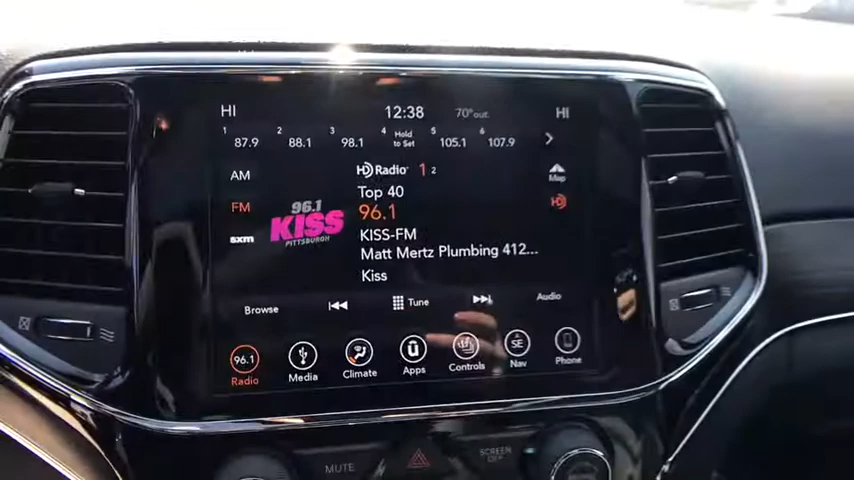 HI 12:38 70°out. HI
1 87.9 2 88.1 3 98.1 4 Hold to Set 5 105.1 6 107.9
AM HD Radio 1 2 Map
Top 40
FM 96.1 HD
96.1 KISS PITTSBURGH
sxm KISS-FM
Matt Mertz Plumbing 412...
Kiss
Browse Tune Audio
96.1 SE
Radio Media Climate Apps Controls Nav Phone
MUTE SCREEN OFF